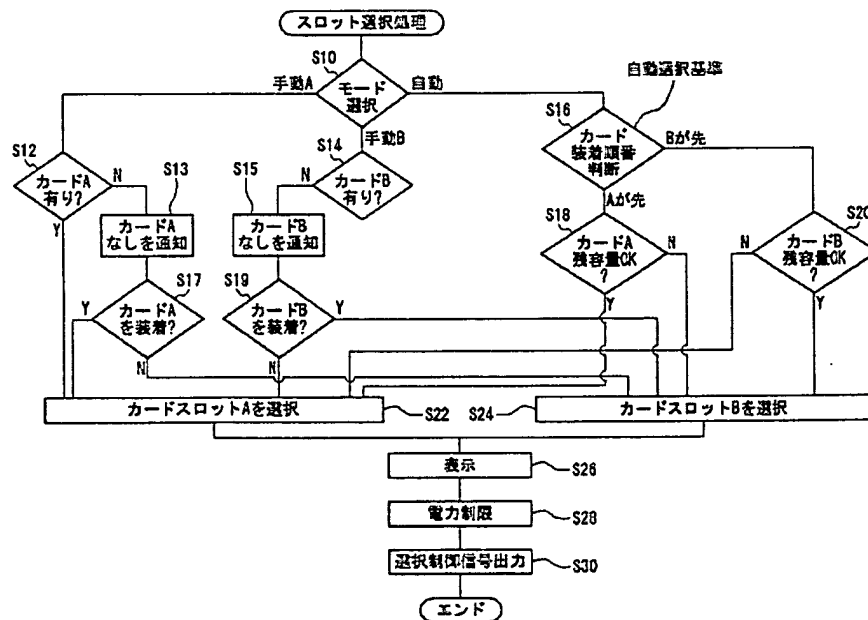 スロット選択処理
S10
モード
選択
手動A
自動
手動B
自動選択基準
S16
カード
装着順番
判断
Bが先
Aが先
S12
カードA
有り?
N
Y
S13
カードA
なしを通知
S15
カードB
なしを通知
S14
カードB
有り?
N
S18
カードA
残容量OK
?
N
Y
S20
カードB
残容量OK
?
N
Y
S17
カードA
を装着?
Y
N
S19
カードB
を装着?
Y
N
カードスロットAを選択
S22
S24
カードスロットBを選択
表示
S26
電力制限
S28
選択制御信号出力
S30
エンド